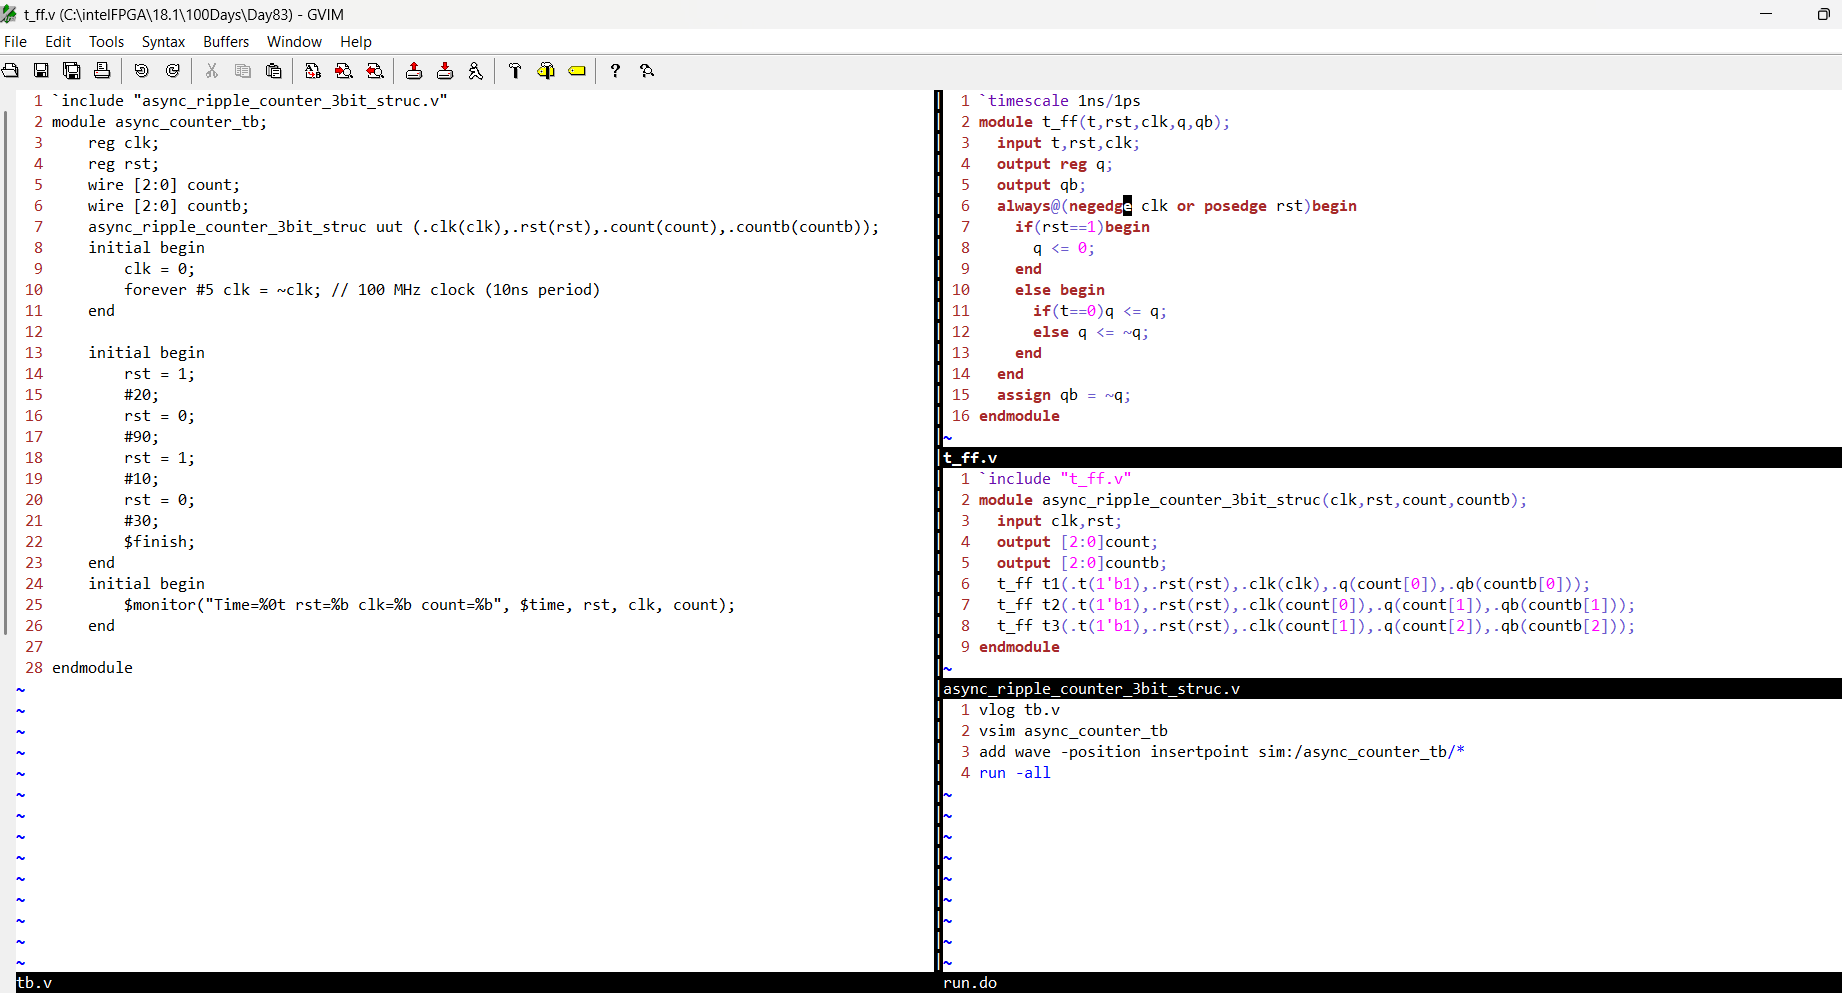 t_ff.v (C:\intelFPGA\18.1\100Days\Day83) - GVIM
File Edit Tools Syntax Buffers Window Help
1 `include "async_ripple_counter_3bit_struc.v"
2 module async_counter_tb;
3     reg clk;
4     reg rst;
5     wire [2:0] count;
6     wire [2:0] countb;
7     async_ripple_counter_3bit_struc uut (.clk(clk),.rst(rst),.count(count),.countb(countb));
8     initial begin
9         clk = 0;
10         forever #5 clk = ~clk; // 100 MHz clock (10ns period)
11     end
12
13     initial begin
14         rst = 1;
15         #20;
16         rst = 0;
17         #90;
18         rst = 1;
19         #10;
20         rst = 0;
21         #30;
22         $finish;
23     end
24     initial begin
25         $monitor("Time=%0t rst=%b clk=%b count=%b", $time, rst, clk, count);
26     end
27
28 endmodule
~
~
~
~
~
~
~
~
~
~
~
~
~
~
tb.v
1 `timescale 1ns/1ps
2 module t_ff(t,rst,clk,q,qb);
3   input t,rst,clk;
4   output reg q;
5   output qb;
6   always@(negedge clk or posedge rst)begin
7     if(rst==1)begin
8       q <= 0;
9     end
10     else begin
11       if(t==0)q <= q;
12       else q <= ~q;
13     end
14   end
15   assign qb = ~q;
16 endmodule
~
t_ff.v
1 `include "t_ff.v"
2 module async_ripple_counter_3bit_struc(clk,rst,count,countb);
3   input clk,rst;
4   output [2:0]count;
5   output [2:0]countb;
6   t_ff t1(.t(1'b1),.rst(rst),.clk(clk),.q(count[0]),.qb(countb[0]));
7   t_ff t2(.t(1'b1),.rst(rst),.clk(count[0]),.q(count[1]),.qb(countb[1]));
8   t_ff t3(.t(1'b1),.rst(rst),.clk(count[1]),.q(count[2]),.qb(countb[2]));
9 endmodule
~
async_ripple_counter_3bit_struc.v
1 vlog tb.v
2 vsim async_counter_tb
3 add wave -position insertpoint sim:/async_counter_tb/*
4 run -all
~
~
~
~
~
~
~
~
~
run.do